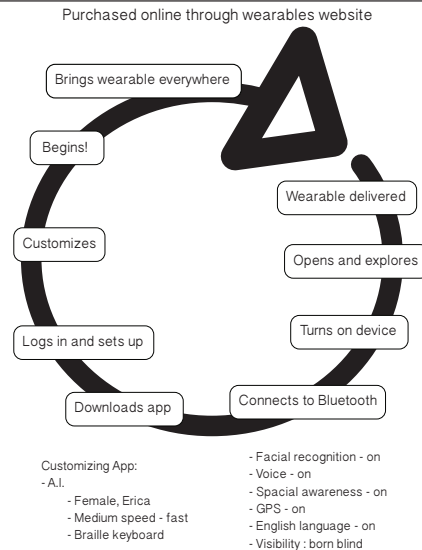 Purchased online through wearables website
Brings wearable everywhere
Begins!
Customizes
Logs in and sets up
Downloads app
Wearable delivered
Opens and explores
Turns on device
Connects to Bluetooth
Customizing App:
- A.I.
- Female, Erica
- Medium speed - fast
- Braille keyboard
- Facial recognition - on
- Voice - on
- Spacial awareness - on
- GPS - on
- English language - on
- Visibility : born blind